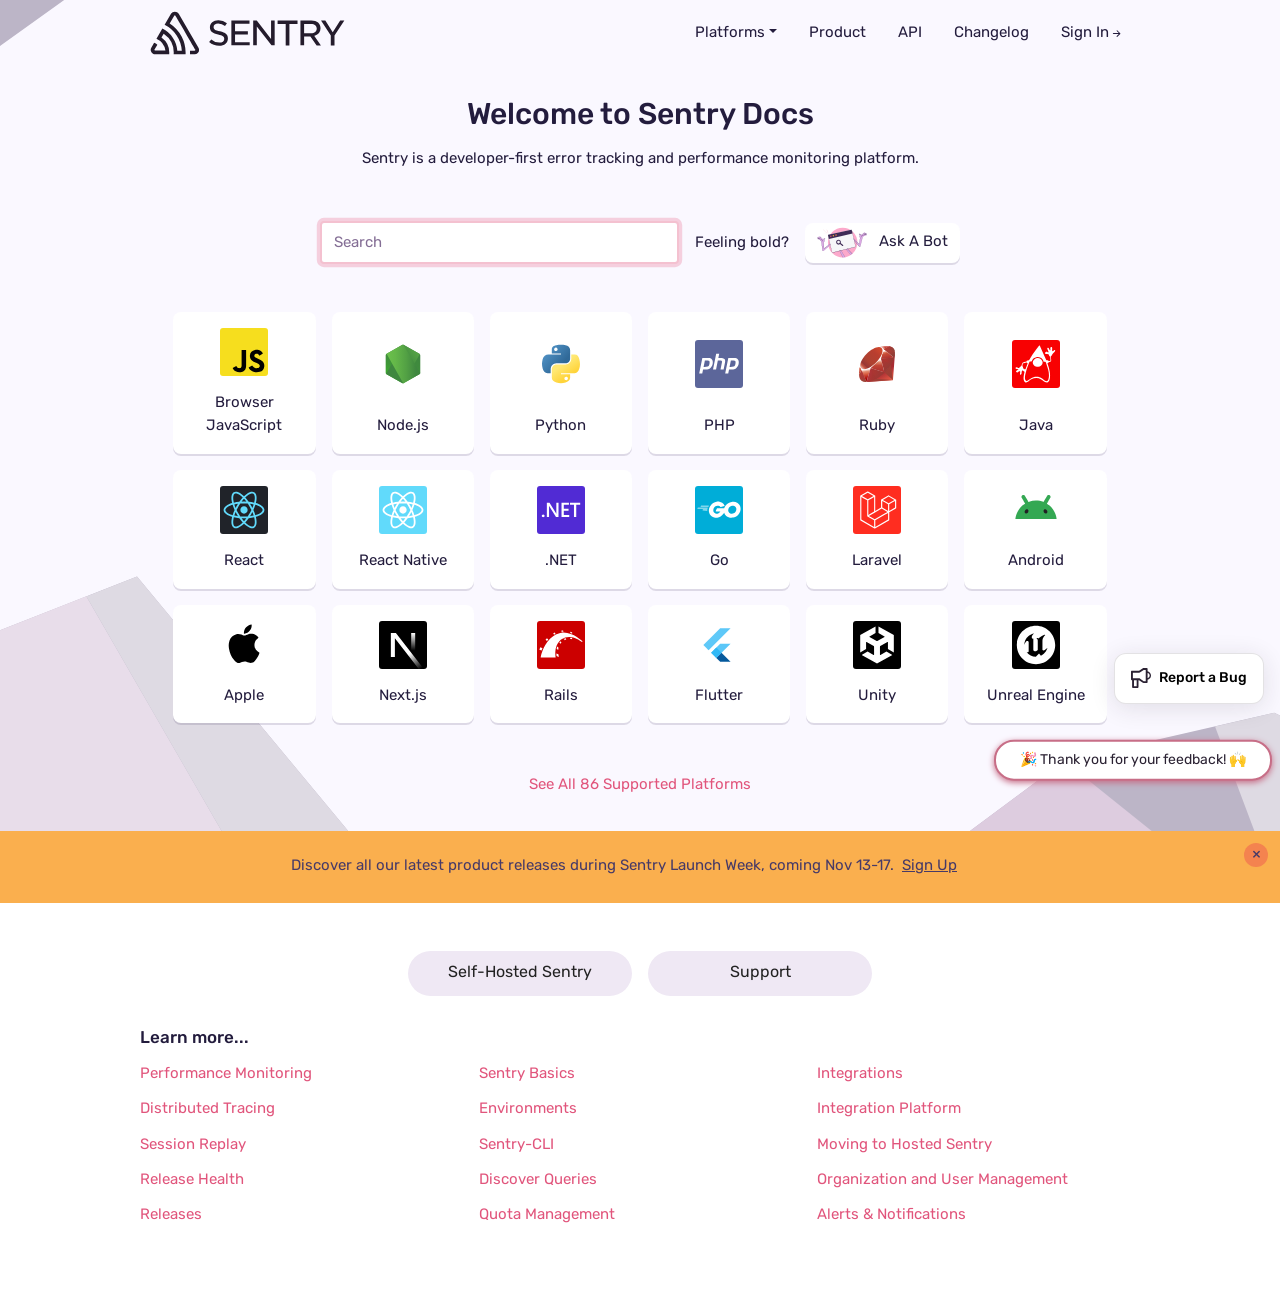 SENTRY
Platforms Product API Changelog Sign In →
Welcome to Sentry Docs
Sentry is a developer-first error tracking and performance monitoring platform.
Search Feeling bold? Ask A Bot
JS
php
Browser
JavaScript
Node.js
Python
PHP
Ruby
Java
.NET
GO
React
React Native
.NET
Go
Laravel
Android
Apple
Next.js
Rails
Flutter
Unity
Unreal Engine
Report a Bug
🎉 Thank you for your feedback! 🙌
See All 86 Supported Platforms
Discover all our latest product releases during Sentry Launch Week, coming Nov 13-17. Sign Up
×
Self-Hosted Sentry Support
Learn more...
Performance Monitoring
Distributed Tracing
Session Replay
Release Health
Releases
Sentry Basics
Environments
Sentry-CLI
Discover Queries
Quota Management
Integrations
Integration Platform
Moving to Hosted Sentry
Organization and User Management
Alerts & Notifications